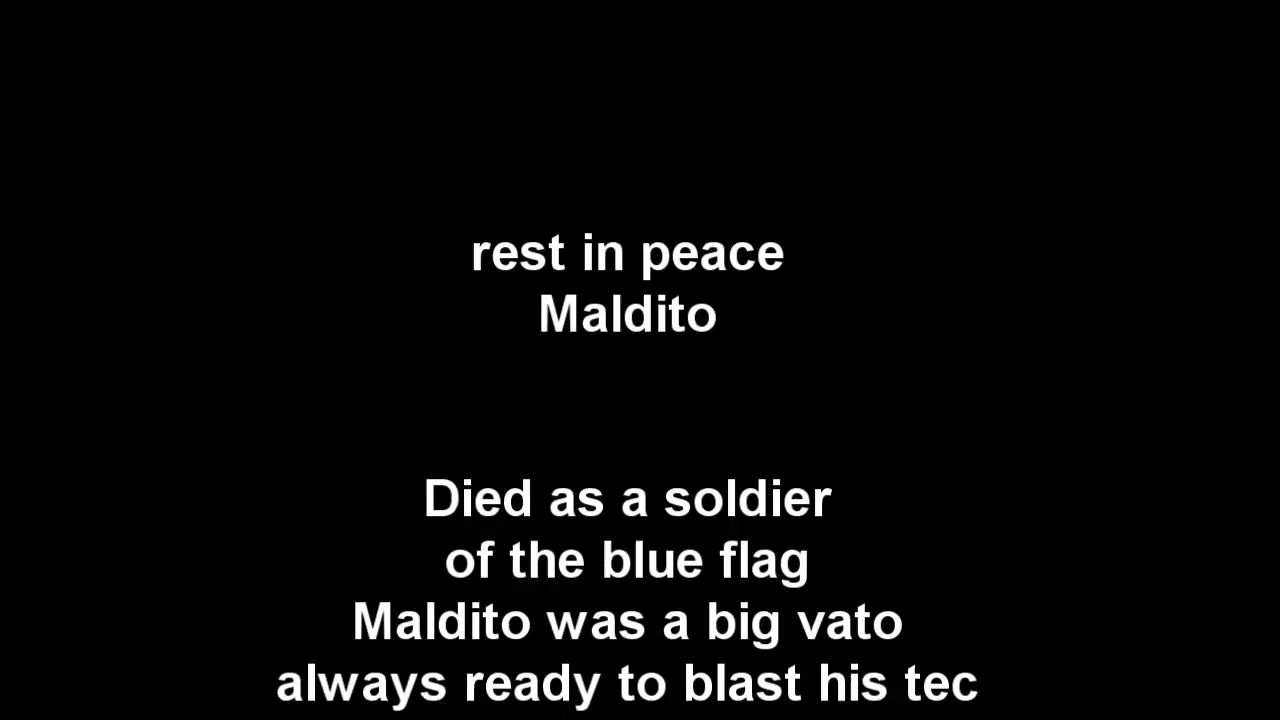 rest in peace
Maldito
Died as a soldier
of the blue flag
Maldito was a big vato
always ready to blast his tec